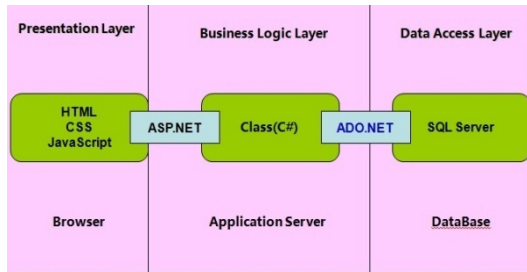 Presentation Layer
Business Logic Layer
Data Access Layer
HTML
CSS
JavaScript
ASP.NET
Class(C#)
ADO.NET
SQL Server
Browser
Application Server
DataBase